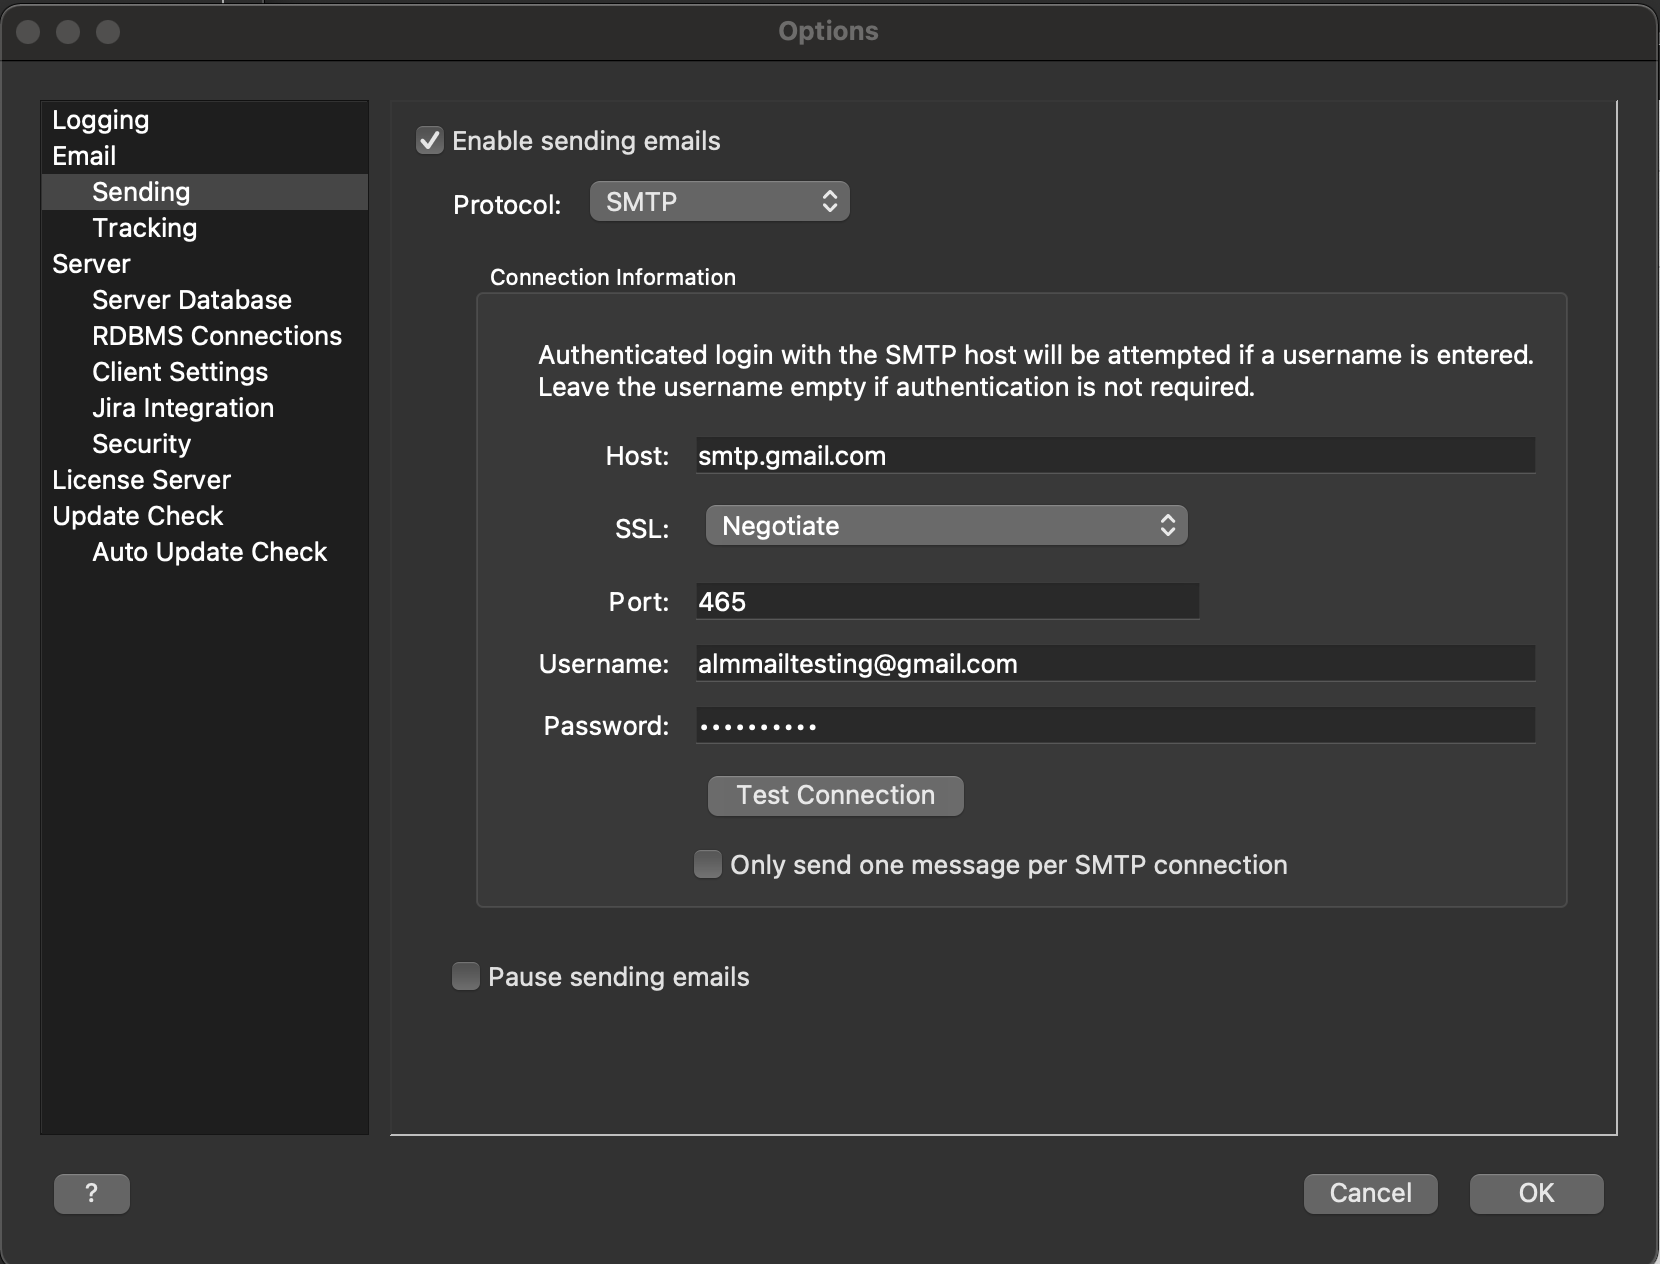 Options
Logging
Email
Sending
Tracking
Server
Server Database
RDBMS Connections
Client Settings
Jira Integration
Security
License Server
Update Check
Auto Update Check
Enable sending emails
Protocol: SMTP
Connection Information
Authenticated login with the SMTP host will be attempted if a username is entered.
Leave the username empty if authentication is not required.
Host: smtp.gmail.com
SSL: Negotiate
Port: 465
Username: almmailtesting@gmail.com
Password: ••••••••••
Test Connection
Only send one message per SMTP connection
Pause sending emails
?
Cancel
OK